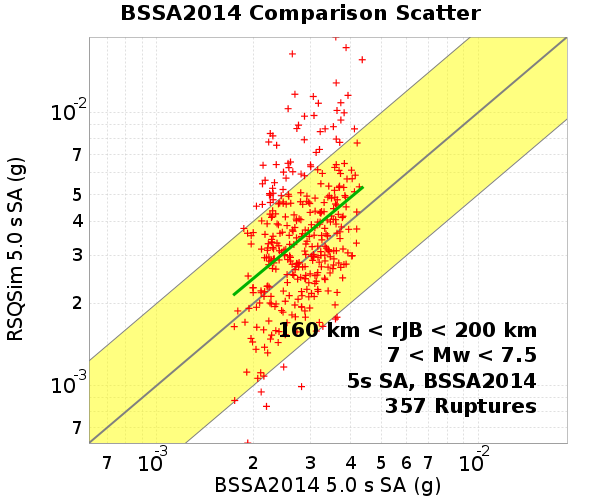 BSSA2014 Comparison Scatter
RSQSim 5.0 s SA (g)
10-2
7
5
4
3
2
10-3
7
160 km < rJB < 200 km
7 < Mw < 7.5
5s SA, BSSA2014
357 Ruptures
7 10-3 2 3 4 5 6 7 10-2
BSSA2014 5.0 s SA (g)